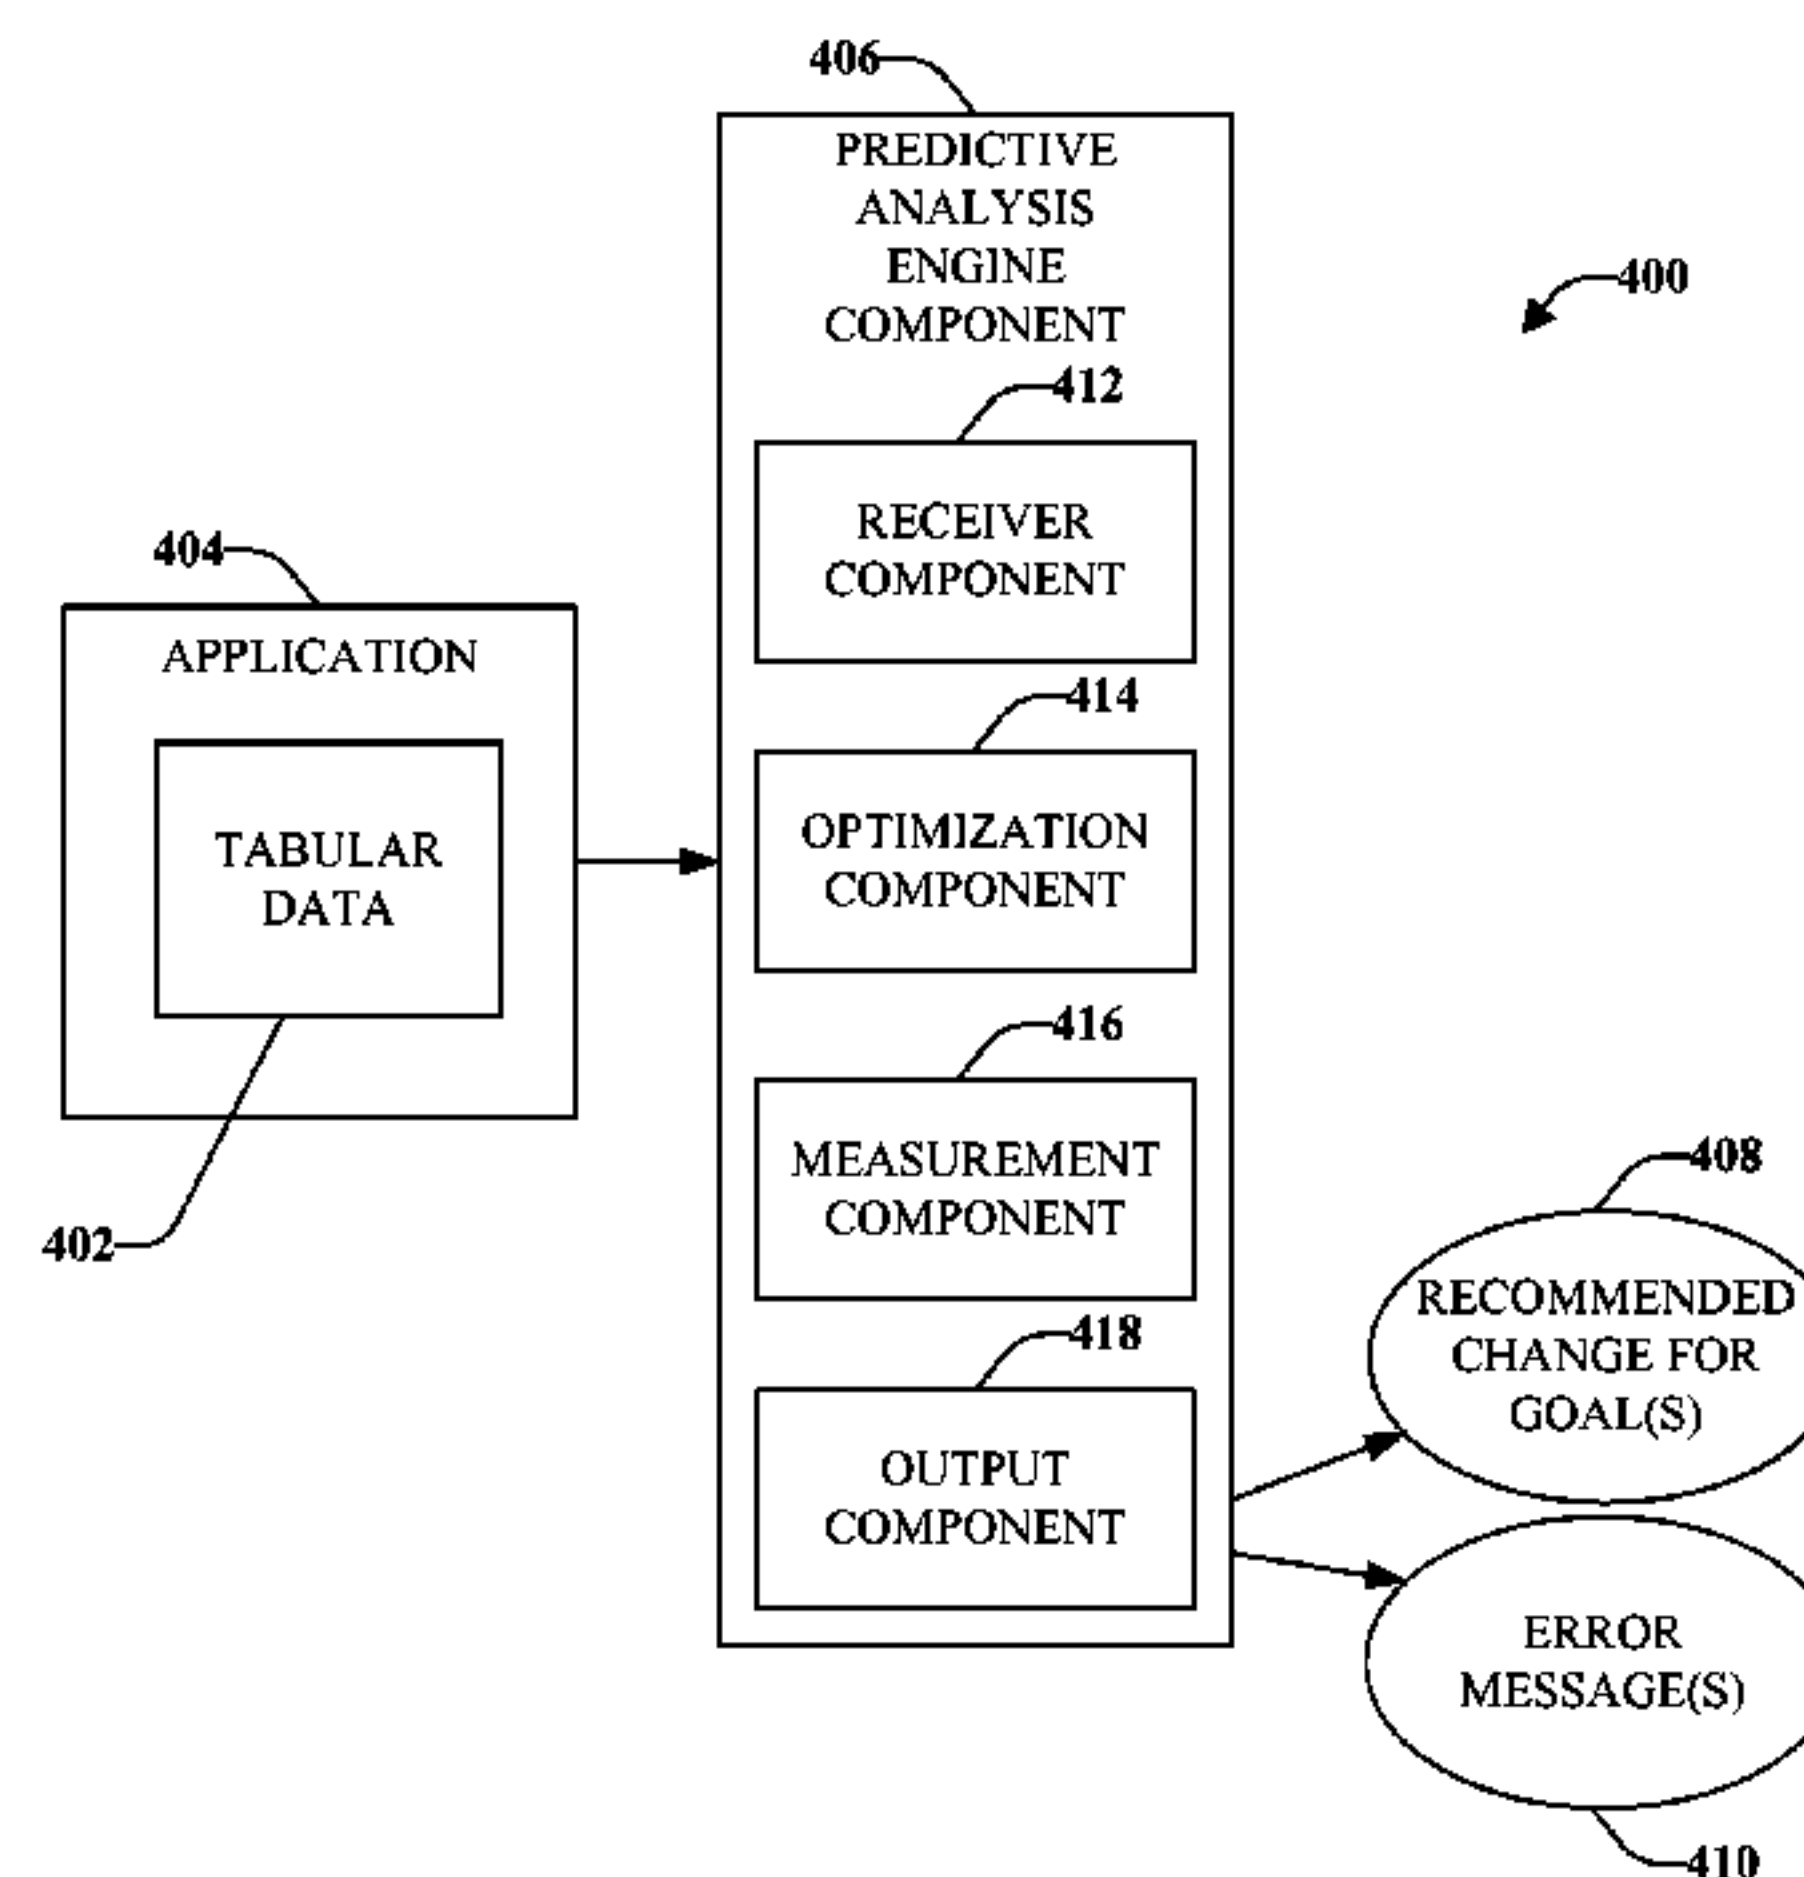 406
PREDICTIVE
ANALYSIS
ENGINE
COMPONENT
400
412
RECEIVER
COMPONENT
404
APPLICATION
414
TABULAR
DATA
OPTIMIZATION
COMPONENT
416
MEASUREMENT
COMPONENT
402
408
RECOMMENDED
CHANGE FOR
GOAL(S)
418
OUTPUT
COMPONENT
ERROR
MESSAGE(S)
410